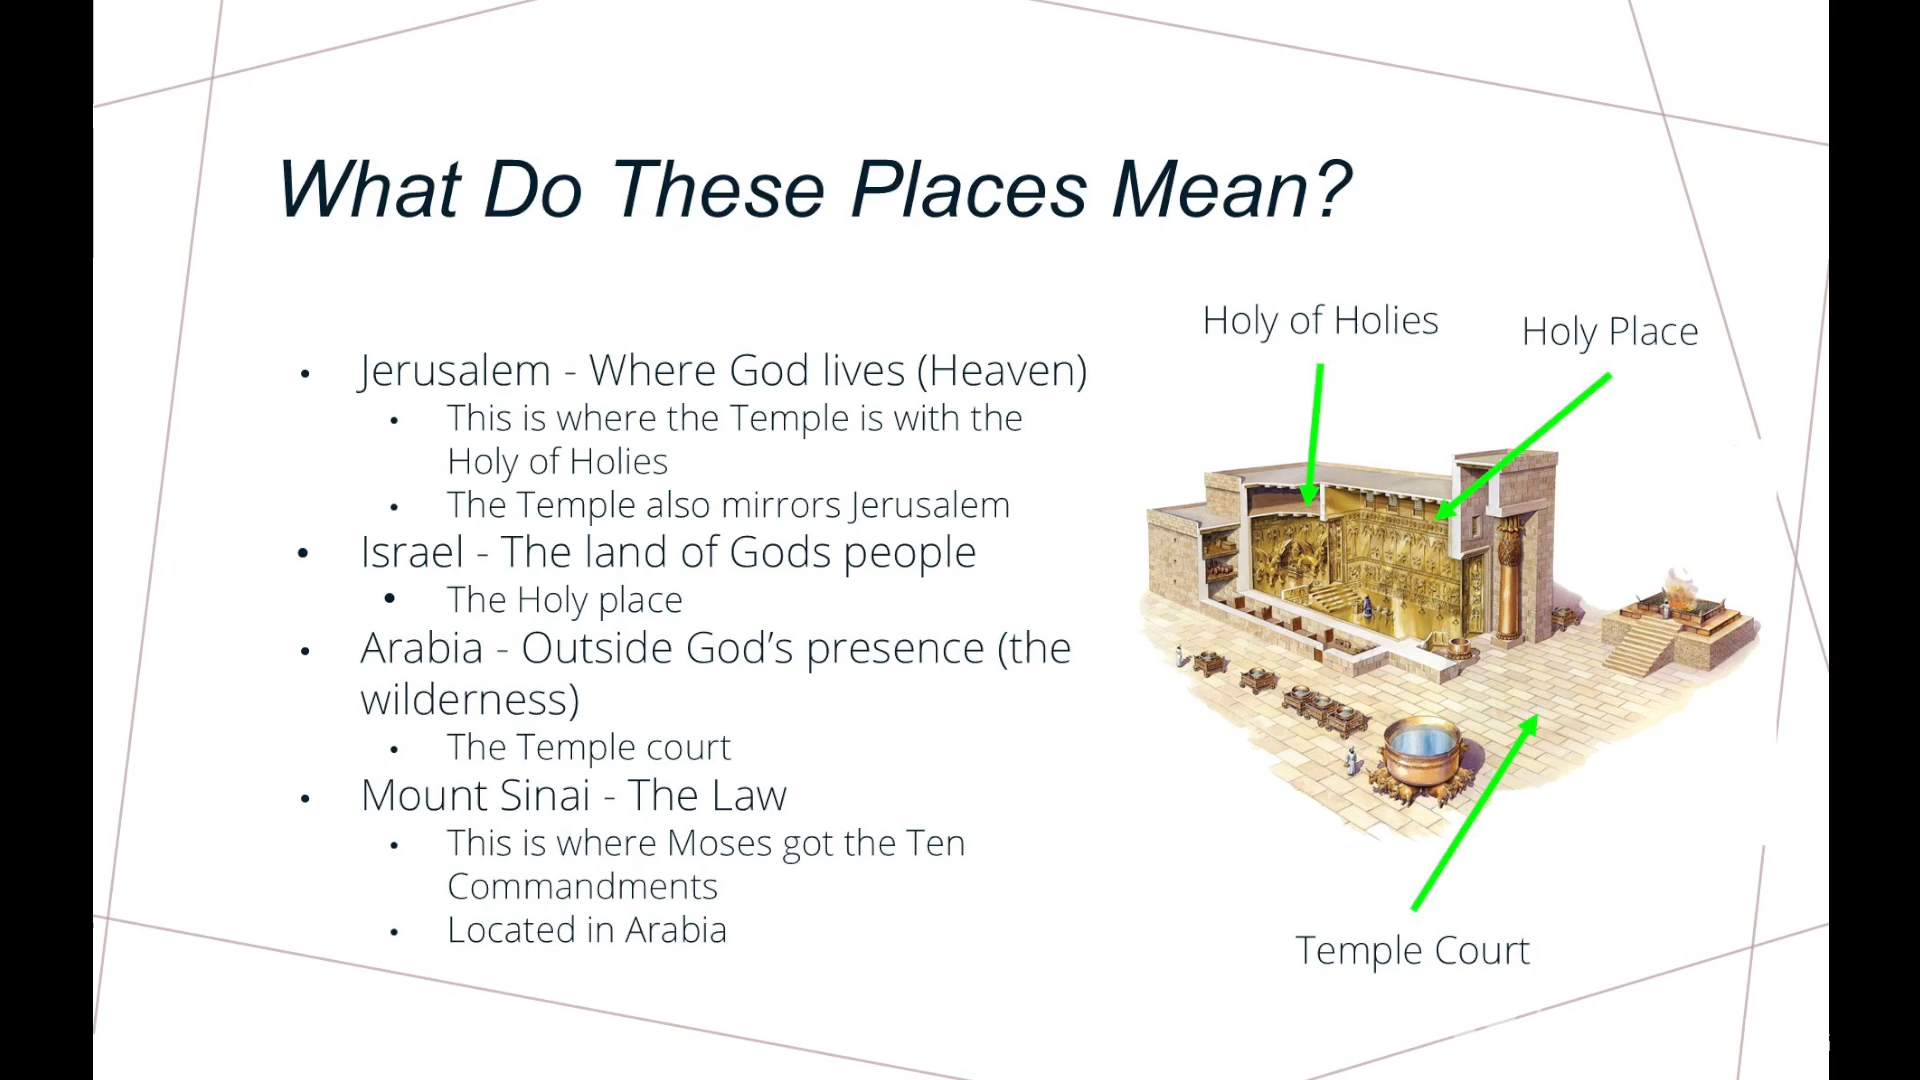 What Do These Places Mean?
• Jerusalem - Where God lives (Heaven)
• This is where the Temple is with the
Holy of Holies
• The Temple also mirrors Jerusalem
• Israel - The land of Gods people
• The Holy place
• Arabia - Outside God’s presence (the
wilderness)
• The Temple court
• Mount Sinai - The Law
• This is where Moses got the Ten
Commandments
• Located in Arabia
Holy of Holies
Holy Place
Temple Court